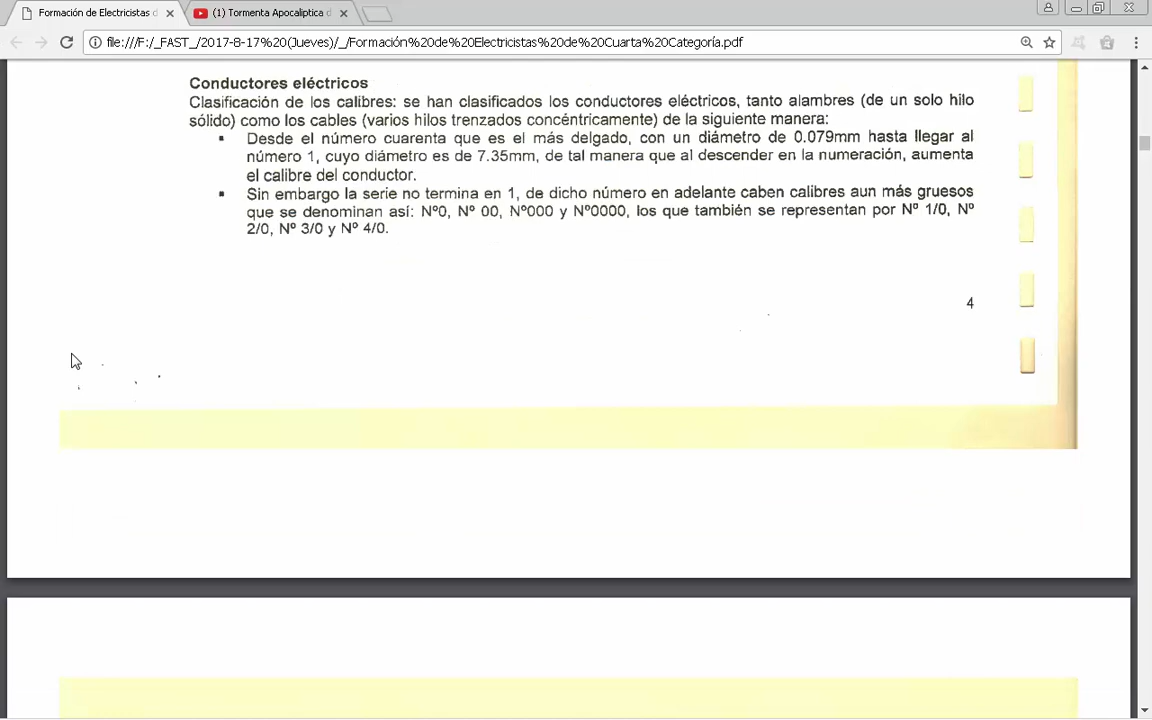 Formación de Electricistas d
(1) Tormenta Apocaliptica d
file:///F:/_FAST_/2017-8-17%20(Jueves)/_/Formación%20de%20Electricistas%20de%20Cuarta%20Categoría.pdf
Conductores eléctricos
Clasificación de los calibres: se han clasificados los conductores eléctricos, tanto alambres (de un solo hilo
sólido) como los cables (varios hilos trenzados concéntricamente) de la siguiente manera:
▪ Desde el número cuarenta que es el más delgado, con un diámetro de 0.079mm hasta llegar al
número 1, cuyo diámetro es de 7.35mm, de tal manera que al descender en la numeración, aumenta
el calibre del conductor.
▪ Sin embargo la serie no termina en 1, de dicho número en adelante caben calibres aun más gruesos
que se denominan así: Nº0, Nº 00, Nº000 y Nº0000, los que también se representan por Nº 1/0, Nº
2/0, Nº 3/0 y Nº 4/0.
4